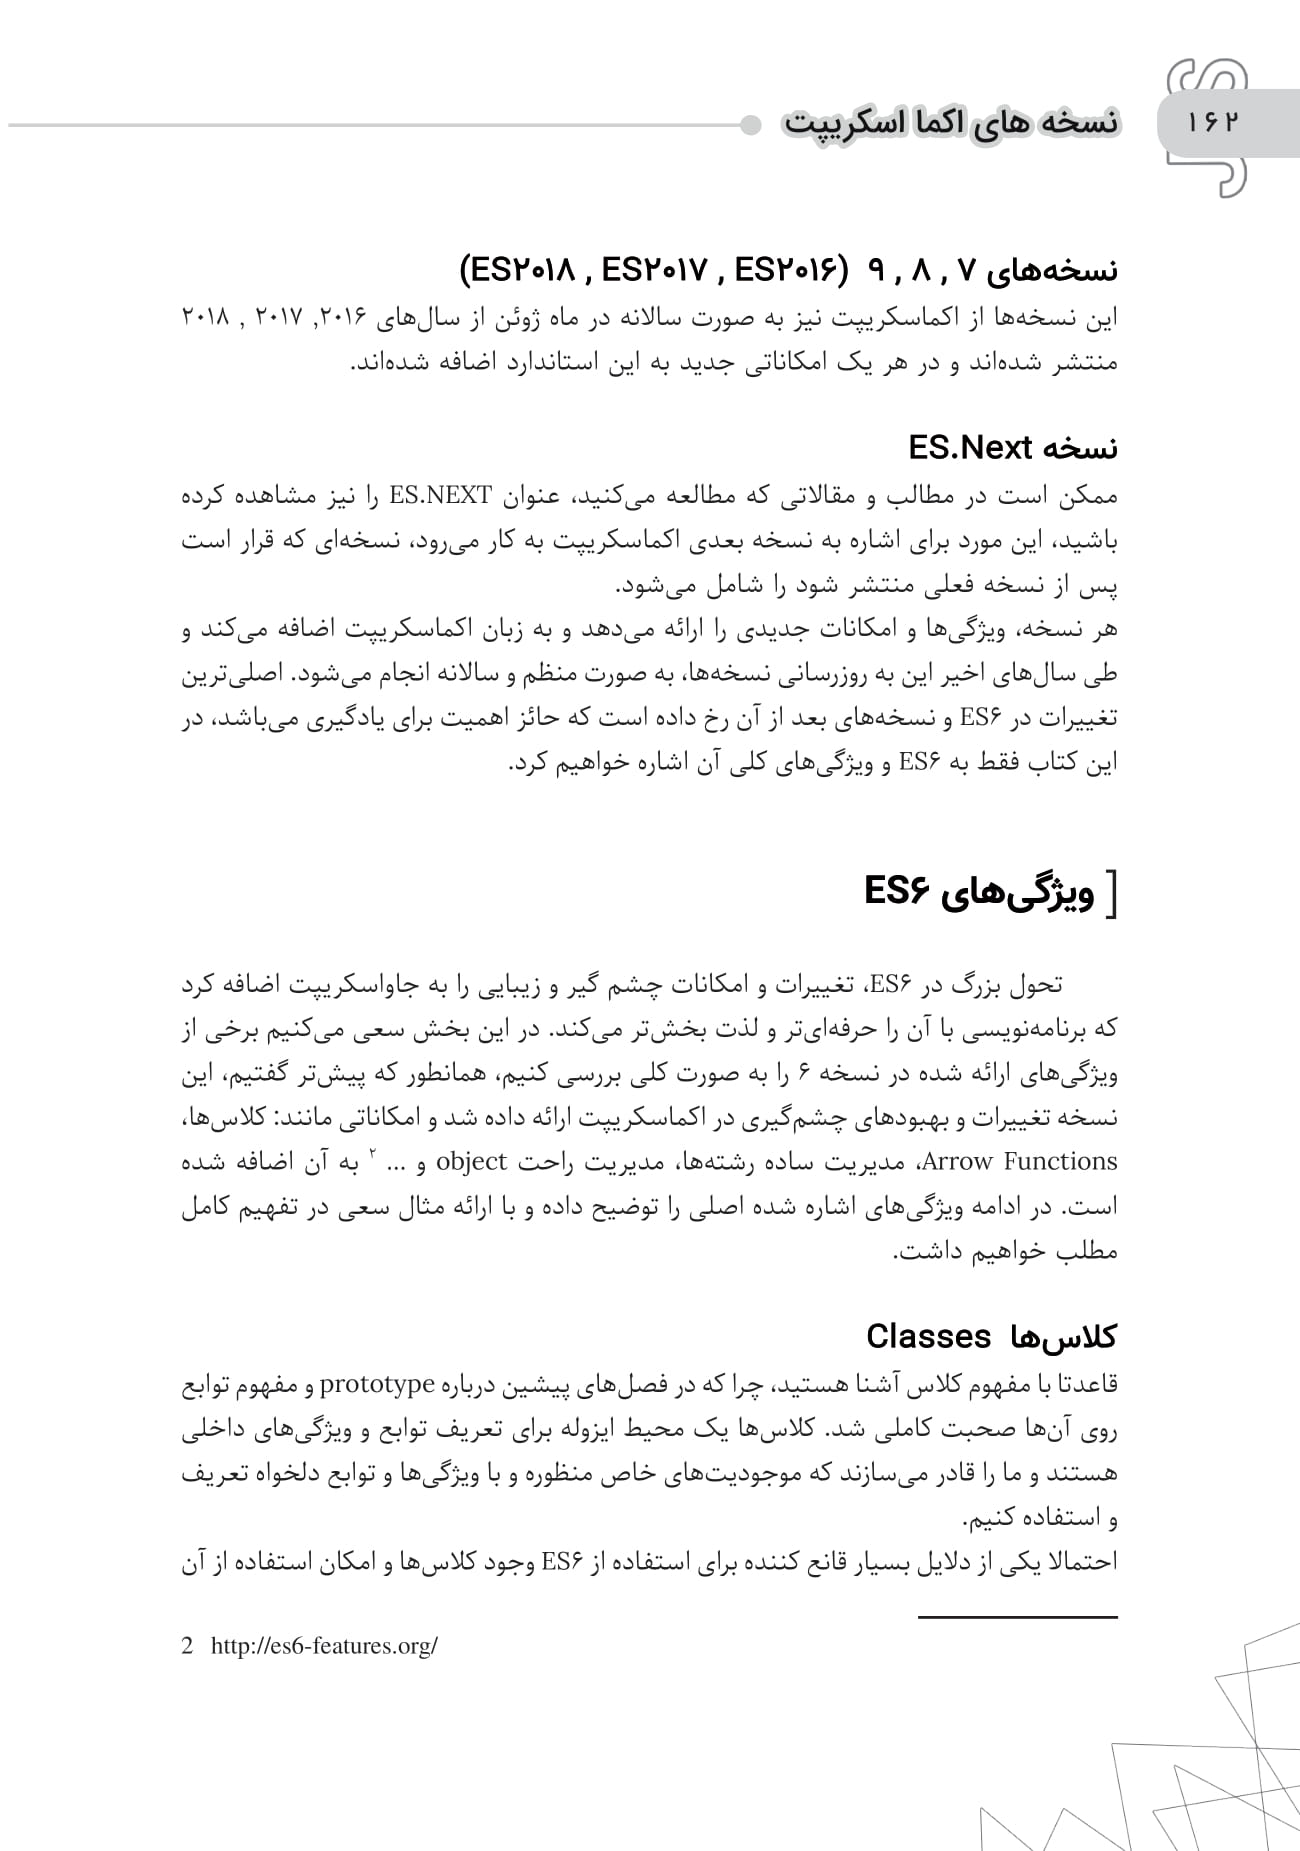 ۱۶۲
نسخه های اکما اسکریپت
نسخه‌های ۷ , ۸ , ۹ (ES۲۰۱۸ , ES۲۰۱۷ , ES۲۰۱۶)
این نسخه‌ها از اکماسکریپت نیز به صورت سالانه در ماه ژوئن از سال‌های ۲۰۱۶, ۲۰۱۷ , ۲۰۱۸
منتشر شده‌اند و در هر یک امکاناتی جدید به این استاندارد اضافه شده‌اند.
نسخه ES.Next
ممکن است در مطالب و مقالاتی که مطالعه می‌کنید، عنوان ES.NEXT را نیز مشاهده کرده
باشید، این مورد برای اشاره به نسخه بعدی اکماسکریپت به کار می‌رود، نسخه‌ای که قرار است
پس از نسخه فعلی منتشر شود را شامل می‌شود.
هر نسخه، ویژگی‌ها و امکانات جدیدی را ارائه می‌دهد و به زبان اکماسکریپت اضافه می‌کند و
طی سال‌های اخیر این به روزرسانی نسخه‌ها، به صورت منظم و سالانه انجام می‌شود. اصلی‌ترین
تغییرات در ES۶ و نسخه‌های بعد از آن رخ داده است که حائز اهمیت برای یادگیری می‌باشد، در
این کتاب فقط به ES۶ و ویژگی‌های کلی آن اشاره خواهیم کرد.
[ ویژگی‌های ES۶
تحول بزرگ در ES۶، تغییرات و امکانات چشم گیر و زیبایی را به جاواسکریپت اضافه کرد
که برنامه‌نویسی با آن را حرفه‌ای‌تر و لذت بخش‌تر می‌کند. در این بخش سعی می‌کنیم برخی از
ویژگی‌های ارائه شده در نسخه ۶ را به صورت کلی بررسی کنیم، همانطور که پیش‌تر گفتیم، این
نسخه تغییرات و بهبودهای چشم‌گیری در اکماسکریپت ارائه داده شد و امکاناتی مانند: کلاس‌ها،
Arrow Functions، مدیریت ساده رشته‌ها، مدیریت راحت object و ... ۲ به آن اضافه شده
است. در ادامه ویژگی‌های اشاره شده اصلی را توضیح داده و با ارائه مثال سعی در تفهیم کامل
مطلب خواهیم داشت.
کلاس‌ها Classes
قاعدتا با مفهوم کلاس آشنا هستید، چرا که در فصل‌های پیشین درباره prototype و مفهوم توابع
روی آن‌ها صحبت کاملی شد. کلاس‌ها یک محیط ایزوله برای تعریف توابع و ویژگی‌های داخلی
هستند و ما را قادر می‌سازند که موجودیت‌های خاص منظوره و با ویژگی‌ها و توابع دلخواه تعریف
و استفاده کنیم.
احتمالا یکی از دلایل بسیار قانع کننده برای استفاده از ES۶ وجود کلاس‌ها و امکان استفاده از آن
2 http://es6-features.org/